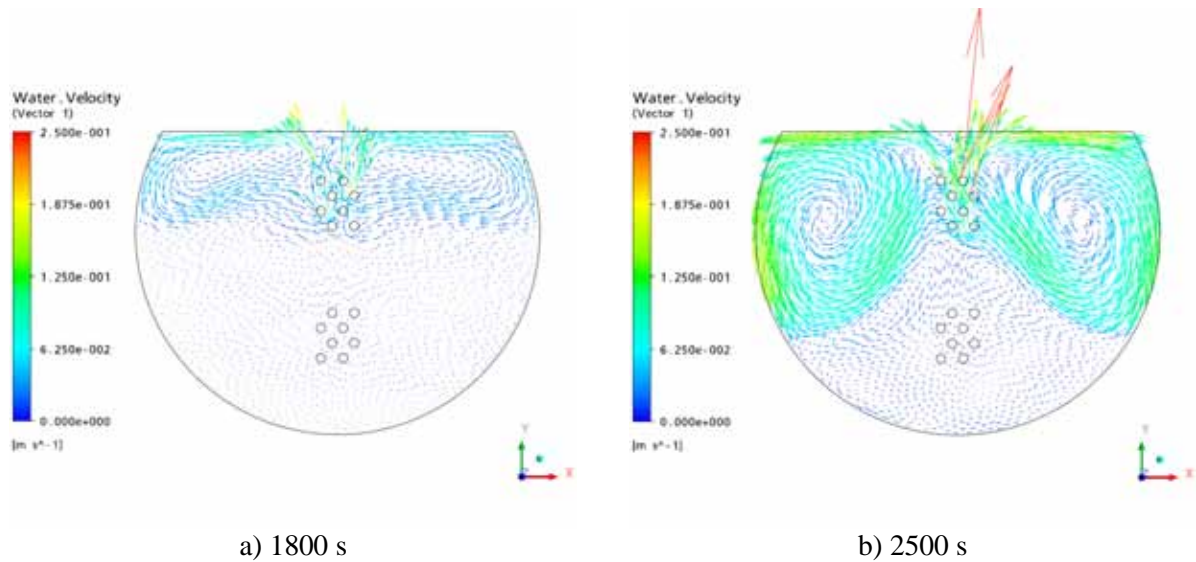 Water.Velocity
(Vector 1)
2.500e-001
1.875e-001
1.250e-001
6.250e-002
0.000e+000
[m s^-1]
Y
X
a) 1800 s
Water.Velocity
(Vector 1)
2.500e-001
1.875e-001
1.250e-001
6.250e-002
0.000e+000
[m s^-1]
Y
X
b) 2500 s